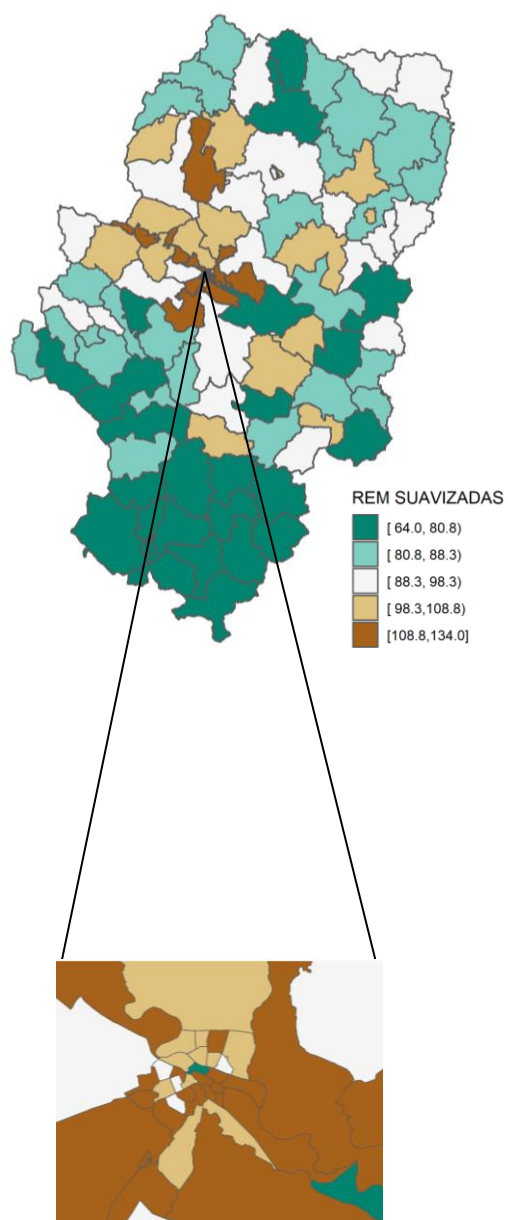 REM SUAVIZADAS
[ 64.0, 80.8)
[ 80.8, 88.3)
[ 88.3, 98.3)
[ 98.3,108.8)
[108.8,134.0]